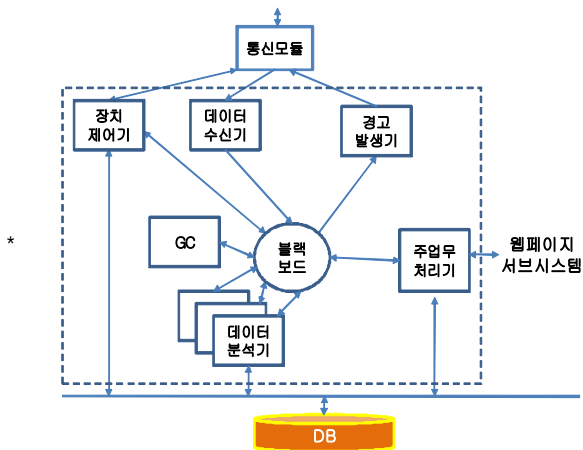 통신모듈
장치
제어기
데이터
수신기
경고
발생기
*
GC
블랙
보드
주업무
처리기
웹페이지
서브시스템
데이터
분석기
DB